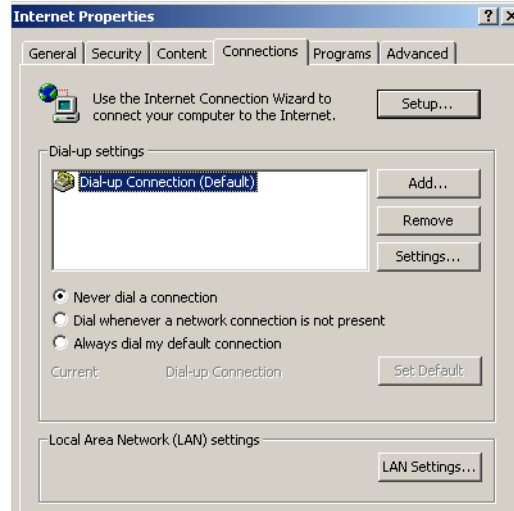 Internet Properties
General Security Content Connections Programs Advanced
Use the Internet Connection Wizard to
connect your computer to the Internet.
Setup...
Dial-up settings
Dial-up Connection (Default)
Add...
Remove
Settings...
Never dial a connection
Dial whenever a network connection is not present
Always dial my default connection
Current Dial-up Connection Set Default
Local Area Network (LAN) settings
LAN Settings...